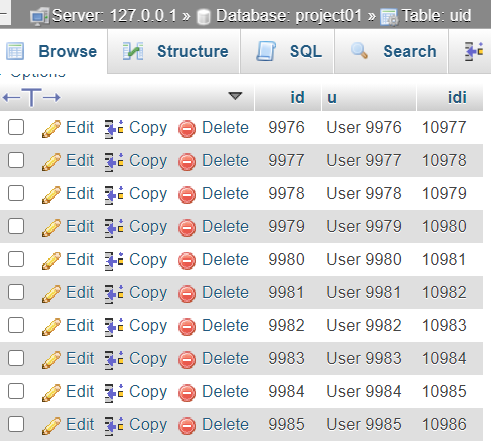 Server: 127.0.0.1 » Database: project01 » Table: uid
Browse Structure SQL Search
Options
←T→ id u idi
Edit Copy Delete 9976 User 9976 10977
Edit Copy Delete 9977 User 9977 10978
Edit Copy Delete 9978 User 9978 10979
Edit Copy Delete 9979 User 9979 10980
Edit Copy Delete 9980 User 9980 10981
Edit Copy Delete 9981 User 9981 10982
Edit Copy Delete 9982 User 9982 10983
Edit Copy Delete 9983 User 9983 10984
Edit Copy Delete 9984 User 9984 10985
Edit Copy Delete 9985 User 9985 10986